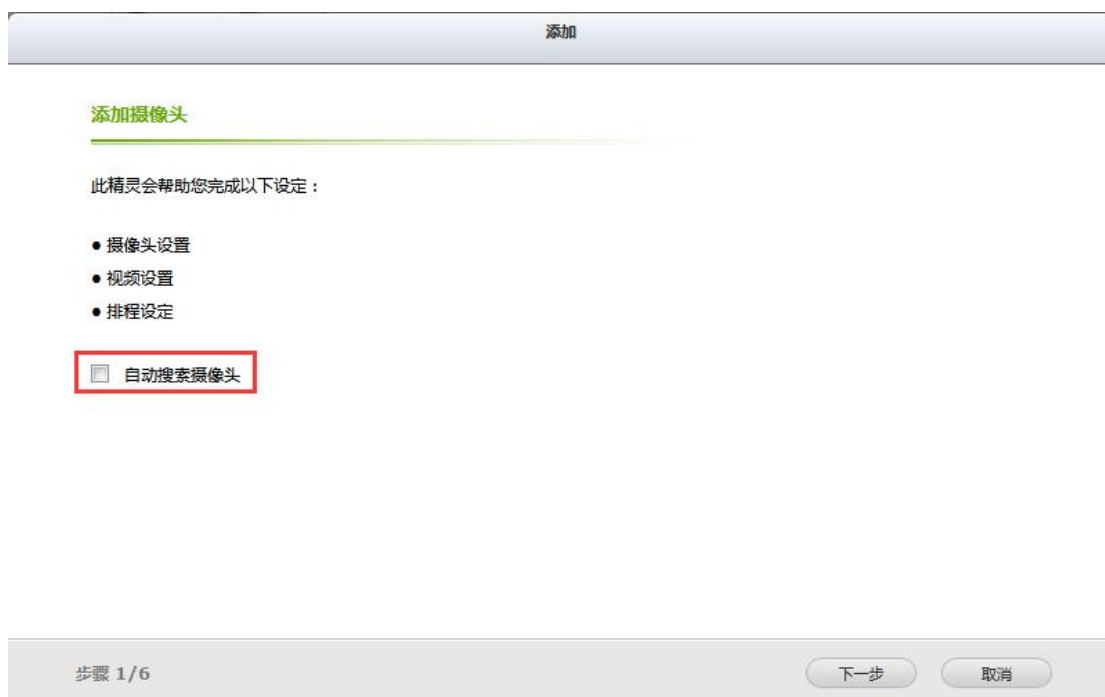 添加
添加摄像头
此精灵会帮助您完成以下设定：
● 摄像头设置
● 视频设置
● 排程设定
自动搜索摄像头
步骤 1/6
下一步
取消